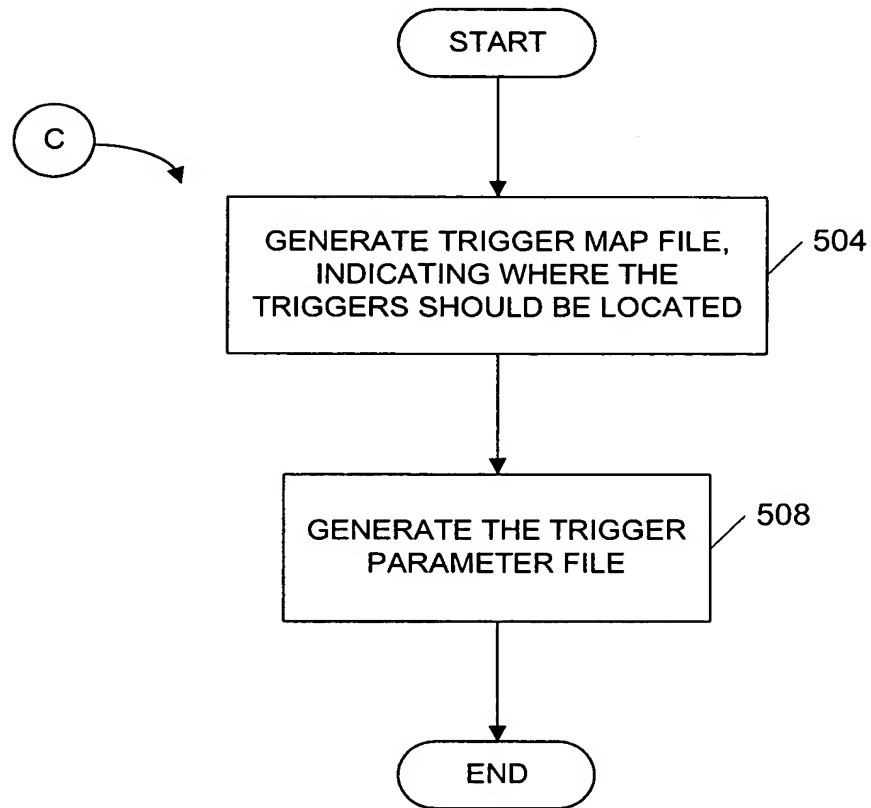 START
C
GENERATE TRIGGER MAP FILE,
INDICATING WHERE THE
TRIGGERS SHOULD BE LOCATED
504
GENERATE THE TRIGGER
PARAMETER FILE
508
END